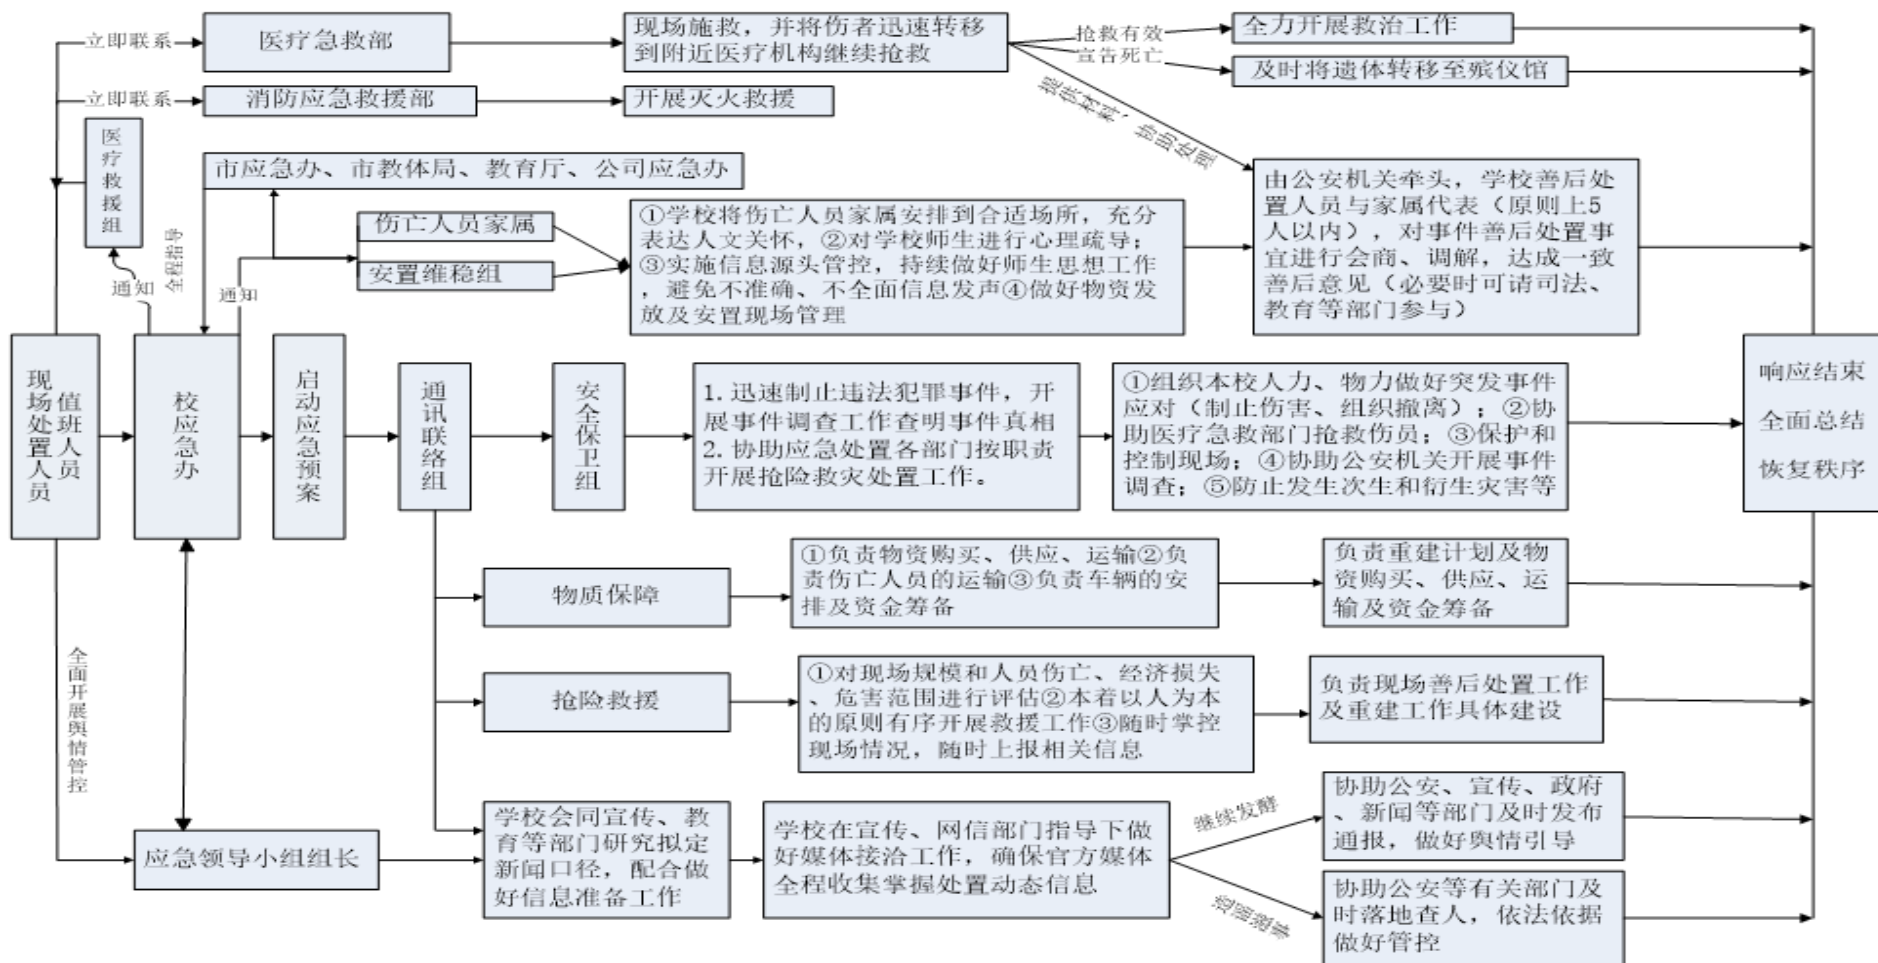 立即联系
医疗急救部
现场施救，并将伤者迅速转移
到附近医疗机构继续抢救
抢救有效
宣告死亡
全力开展救治工作
及时将遗体转移至殡仪馆
立即联系
消防应急救援部
开展灭火救援
提供材料、协助处理
医疗救援组
市应急办、市教体局、教育厅、公司应急办
伤亡人员家属
安置维稳组
①学校将伤亡人员家属安排到合适场所，充分
表达人文关怀，②对学校师生进行心理疏导；
③实施信息源头管控，持续做好师生思想工作
，避免不准确、不全面信息发声④做好物资发
放及安置现场管理
由公安机关牵头，学校善后处
置人员与家属代表（原则上5
人以内），对事件善后处置事
宜进行会商、调解，达成一致
善后意见（必要时可请司法、
教育等部门参与）
通知
全程指导
通知
现场处置人员
值班人员
校应急办
启动应急预案
通讯联络组
安全保卫组
1. 迅速制止违法犯罪事件，开
展事件调查工作查明事件真相
2. 协助应急处置各部门按职责
开展抢险救灾处置工作。
①组织本校人力、物力做好突发事件
应对（制止伤害、组织撤离）；②协
助医疗急救部门抢救伤员；③保护和
控制现场；④协助公安机关开展事件
调查；⑤防止发生次生和衍生灾害等
响应结束
全面总结
恢复秩序
物质保障
①负责物资购买、供应、运输②负
责伤亡人员的运输③负责车辆的安
排及资金筹备
负责重建计划及物
资购买、供应、运
输及资金筹备
全面开展舆情管控
抢险救援
①对现场规模和人员伤亡、经济损失
、危害范围进行评估②本着以人为本
的原则有序开展救援工作③随时掌控
现场情况，随时上报相关信息
负责现场善后处置工作
及重建工作具体建设
应急领导小组组长
学校会同宣传、教
育等部门研究拟定
新闻口径，配合做
好信息准备工作
学校在宣传、网信部门指导下做
好媒体接洽工作，确保官方媒体
全程收集掌握处置动态信息
继续发酵
协助公安、宣传、政府
、新闻等部门及时发布
通报，做好舆情引导
造谣滋事
协助公安等有关部门及
时落地查人，依法依据
做好管控